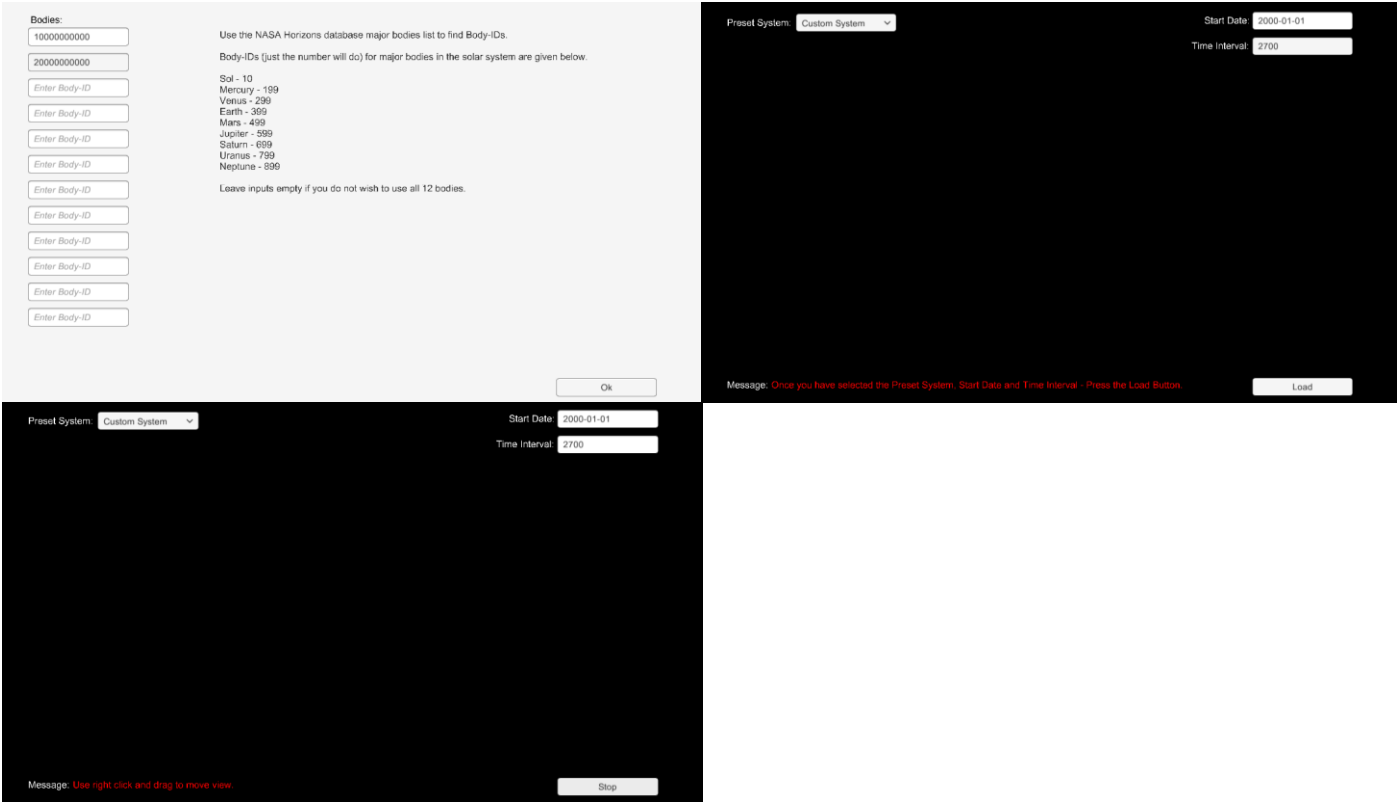 Bodies:
10000000000
20000000000
Enter Body-ID
Enter Body-ID
Enter Body-ID
Enter Body-ID
Enter Body-ID
Enter Body-ID
Enter Body-ID
Enter Body-ID
Enter Body-ID
Enter Body-ID
Use the NASA Horizons database major bodies list to find Body-IDs.
Body-IDs (just the number will do) for major bodies in the solar system are given below.
Sol - 10
Mercury - 199
Venus - 299
Earth - 399
Mars - 499
Jupiter - 599
Saturn - 699
Uranus - 799
Neptune - 899
Leave inputs empty if you do not wish to use all 12 bodies.
Ok
Preset System: Custom System
Start Date: 2000-01-01
Time Interval: 2700
Message: Once you have selected the Preset System, Start Date and Time Interval - Press the Load Button.
Load
Preset System: Custom System
Start Date: 2000-01-01
Time Interval: 2700
Message: Use right click and drag to move view.
Stop